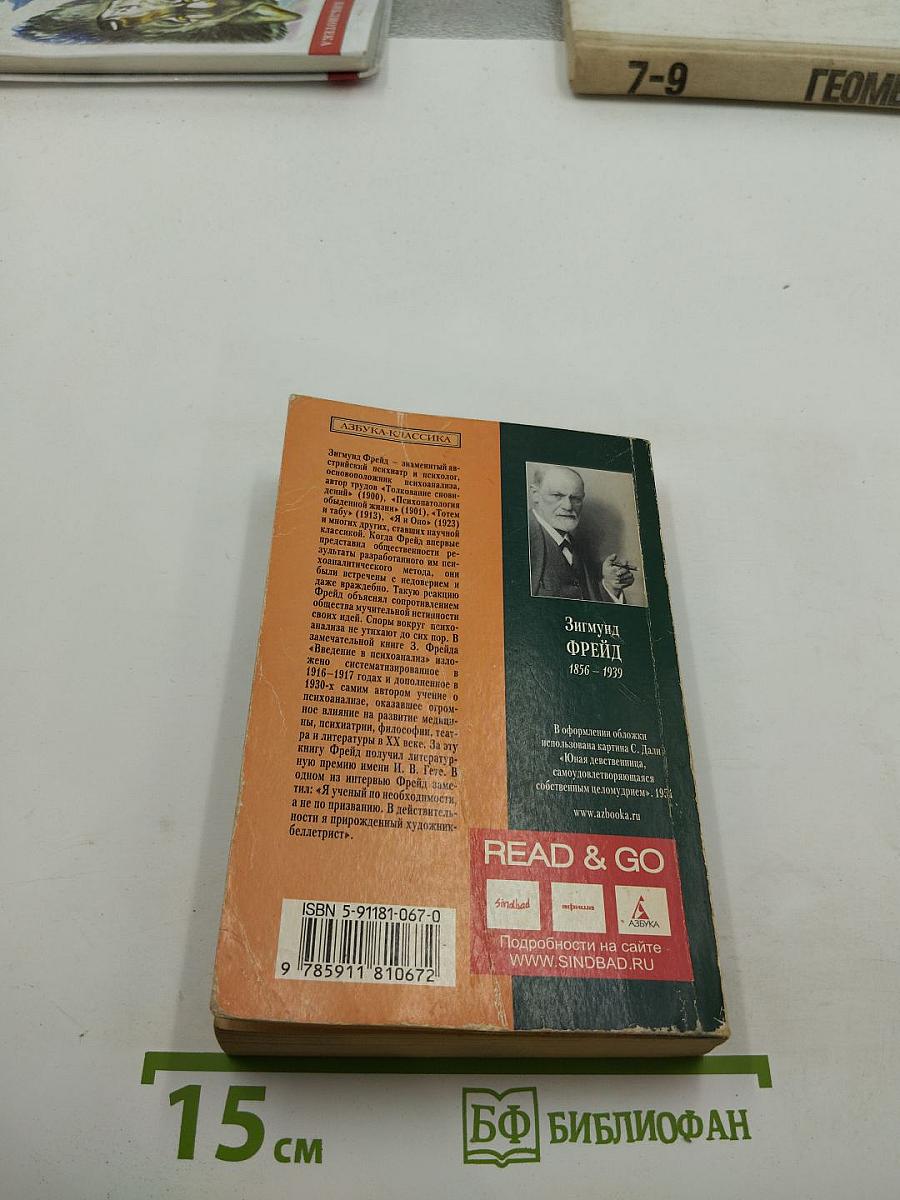 БИБЛИОТЕКА
7-9
ГЕОМЕ
АЗБУКА-КЛАССИКА
Зигмунд Фрейд – знаменитый ав-
стрийский психиатр и психолог,
основоположник психоанализа,
автор трудов «Толкование снови-
дений» (1900), «Психопатология
обыденной жизни» (1901), «Тотем
и табу» (1913), «Я и Оно» (1923)
и многих других, ставших научной
классикой. Когда Фрейд впервые
представил общественности ре-
зультаты разработанного им пси-
хоаналитического метода, они
были встречены с недоверием и
даже враждебно. Такую реакцию
Фрейд объяснял сопротивлением
общества мучительной истинности
своих идей. Споры вокруг психо-
анализа не утихают до сих пор. В
замечательной книге З. Фрейда
«Введение в психоанализ» изло-
жено систематизированное в
1916–1917 годах и дополненное в
1930-х самим автором учение о
психоанализе, оказавшее огром-
ное влияние на развитие медици-
ны, психиатрии, философии, теат-
ра и литературы в XX веке. За эту
книгу Фрейд получил литератур-
ную премию имени И. В. Гете. В
одном из интервью Фрейд заме-
тил: «Я ученый по необходимости,
а не по призванию. В действитель-
ности я прирожденный художник-
беллетрист».
Зигмунд
ФРЕЙД
1856 – 1939
В оформлении обложки
использована картина С. Дали
«Юная девственница,
самоудовлетворяющаяся
собственным целомудрием». 1954
www.azbooka.ru
READ & GO
sindbad
афиша
АЗБУКА
Подробности на сайте
WWW.SINDBAD.RU
ISBN 5-91181-067-0
9 785911 810672
15 см
БФ БИБЛИОФАН